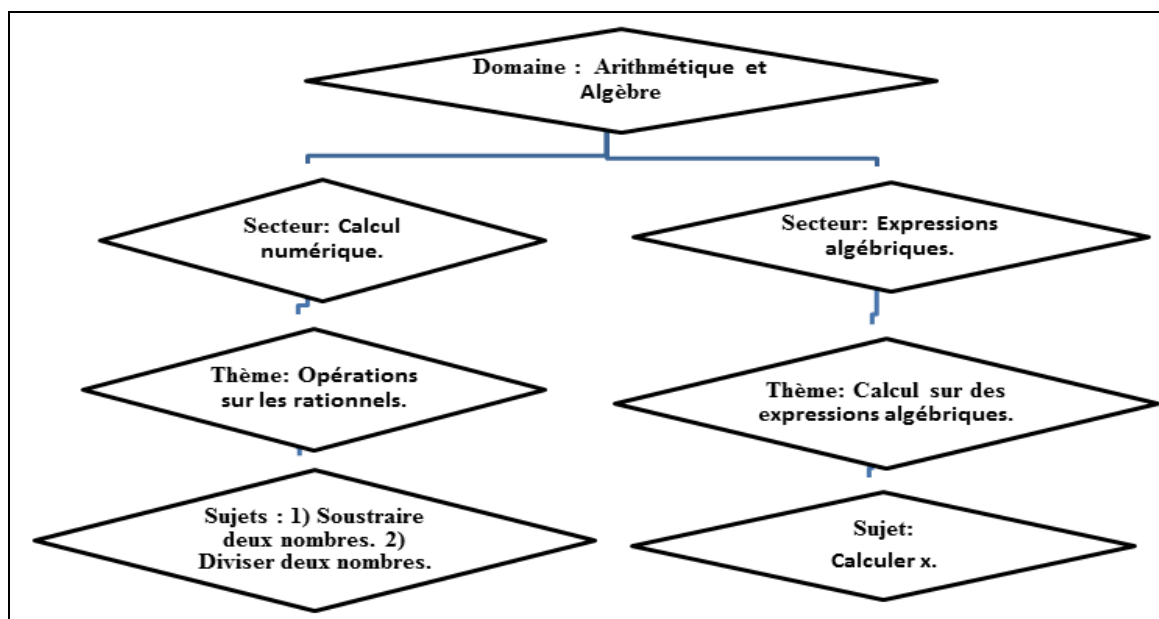 Domaine : Arithmétique et
Algèbre
Secteur: Calcul
numérique.
Secteur: Expressions
algébriques.
Thème: Opérations
sur les rationnels.
Thème: Calcul sur des
expressions algébriques.
Sujets : 1) Soustraire
deux nombres. 2)
Diviser deux nombres.
Sujet:
Calculer x.